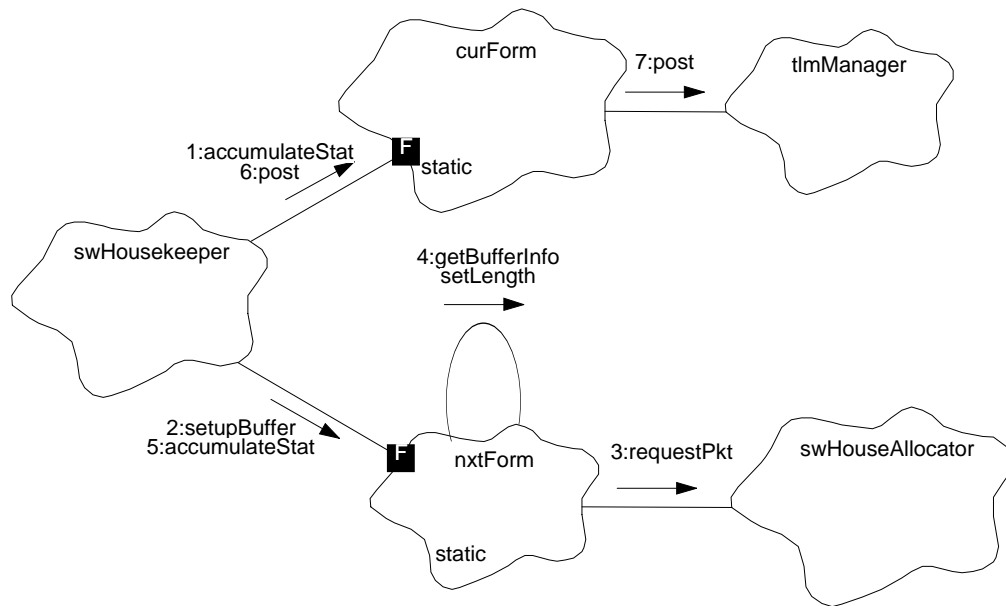 curForm
7:post
tlmManager
F
static
1:accumulateStat
6:post
swHousekeeper
4:getBufferInfo
setLength
2:setupBuffer
5:accumulateStat
F
nxtForm
3:requestPkt
swHouseAllocator
static